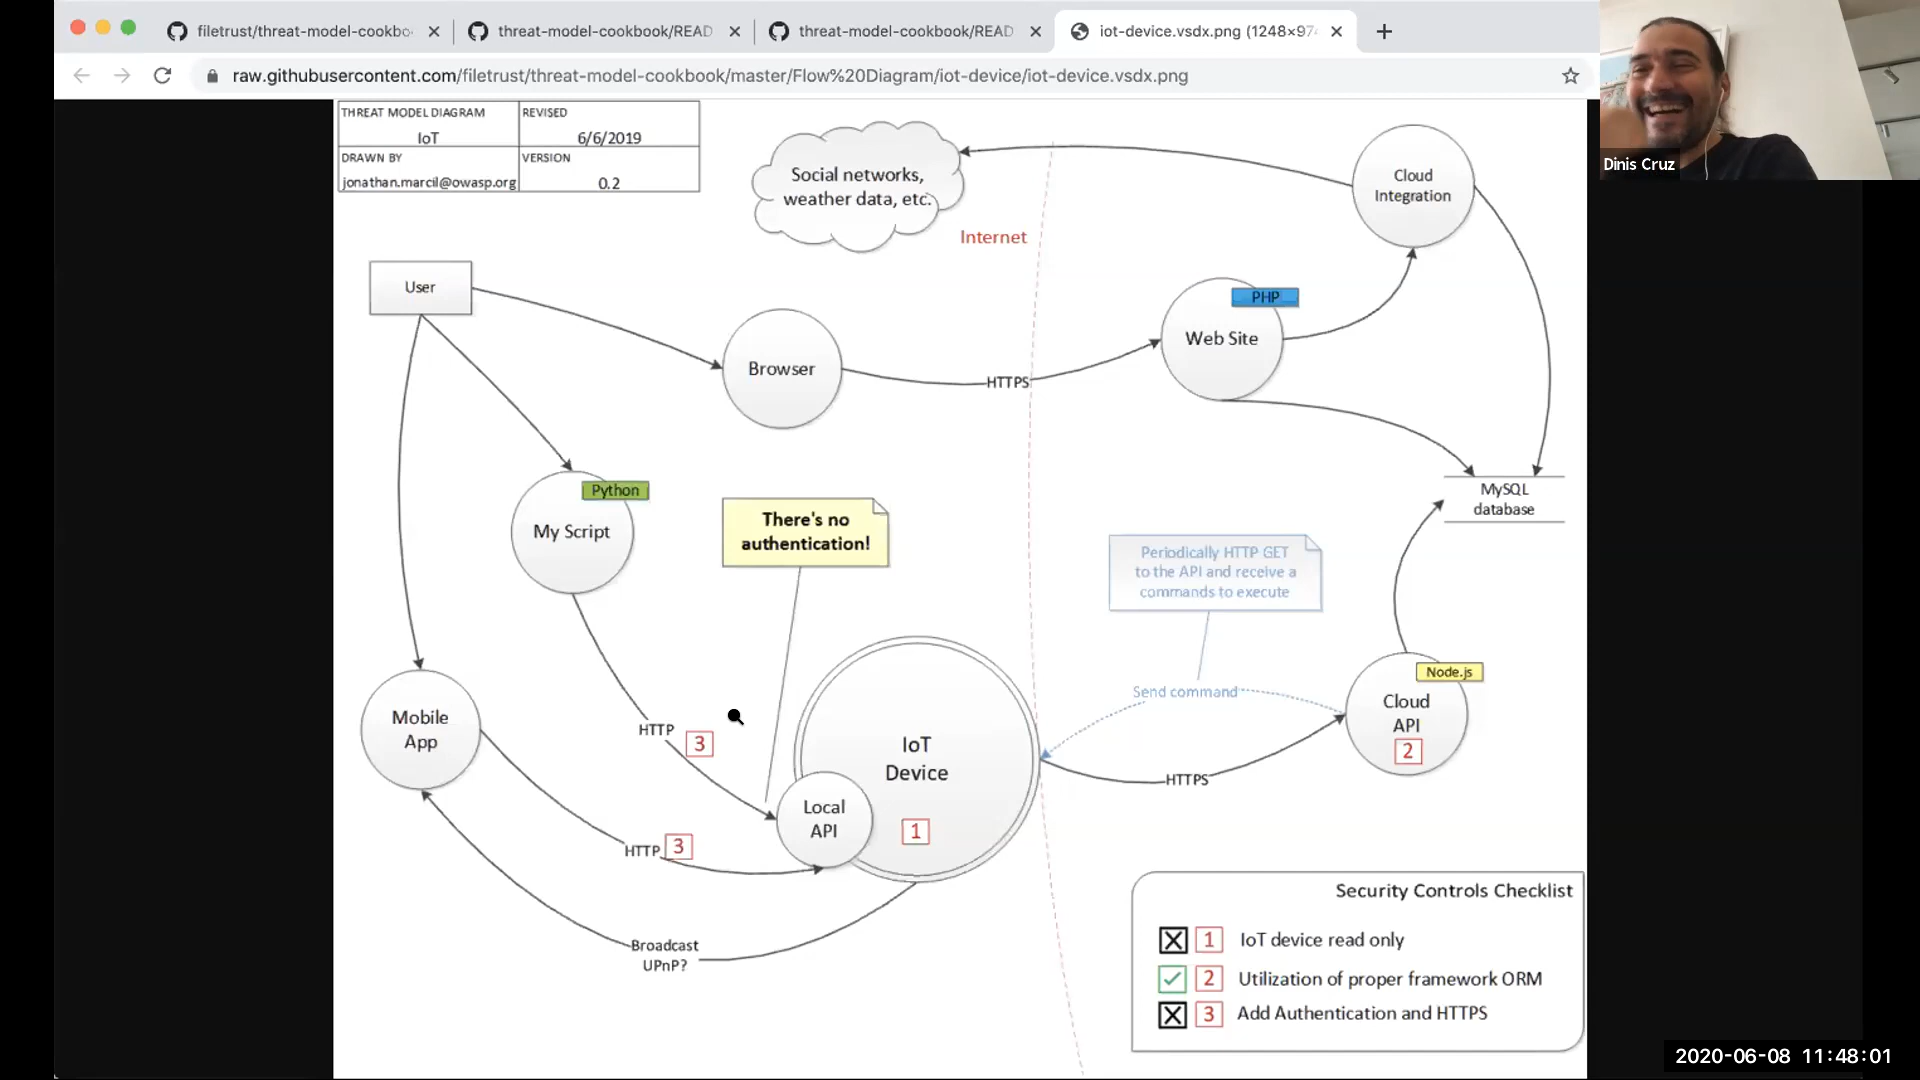 filetrust/threat-model-cookbo
threat-model-cookbook/READ
threat-model-cookbook/READ
iot-device.vsdx.png (1248×97
raw.githubusercontent.com/filetrust/threat-model-cookbook/master/Flow%20Diagram/iot-device/iot-device.vsdx.png
Dinis Cruz
THREAT MODEL DIAGRAM
IoT
REVISED
6/6/2019
DRAWN BY
jonathan.marcil@owasp.org
VERSION
0.2
Social networks,
weather data, etc.
Internet
Cloud
Integration
User
Browser
HTTPS
PHP
Web Site
Python
My Script
There's no
authentication!
MySQL
database
Periodically HTTP GET
to the API and receive a
commands to execute
Send command
Node.js
Cloud
API
2
HTTPS
Mobile
App
HTTP
3
HTTP
3
IoT
Device
1
Local
API
Broadcast
UPnP?
Security Controls Checklist
1 IoT device read only
2 Utilization of proper framework ORM
3 Add Authentication and HTTPS
2020-06-08 11:48:01